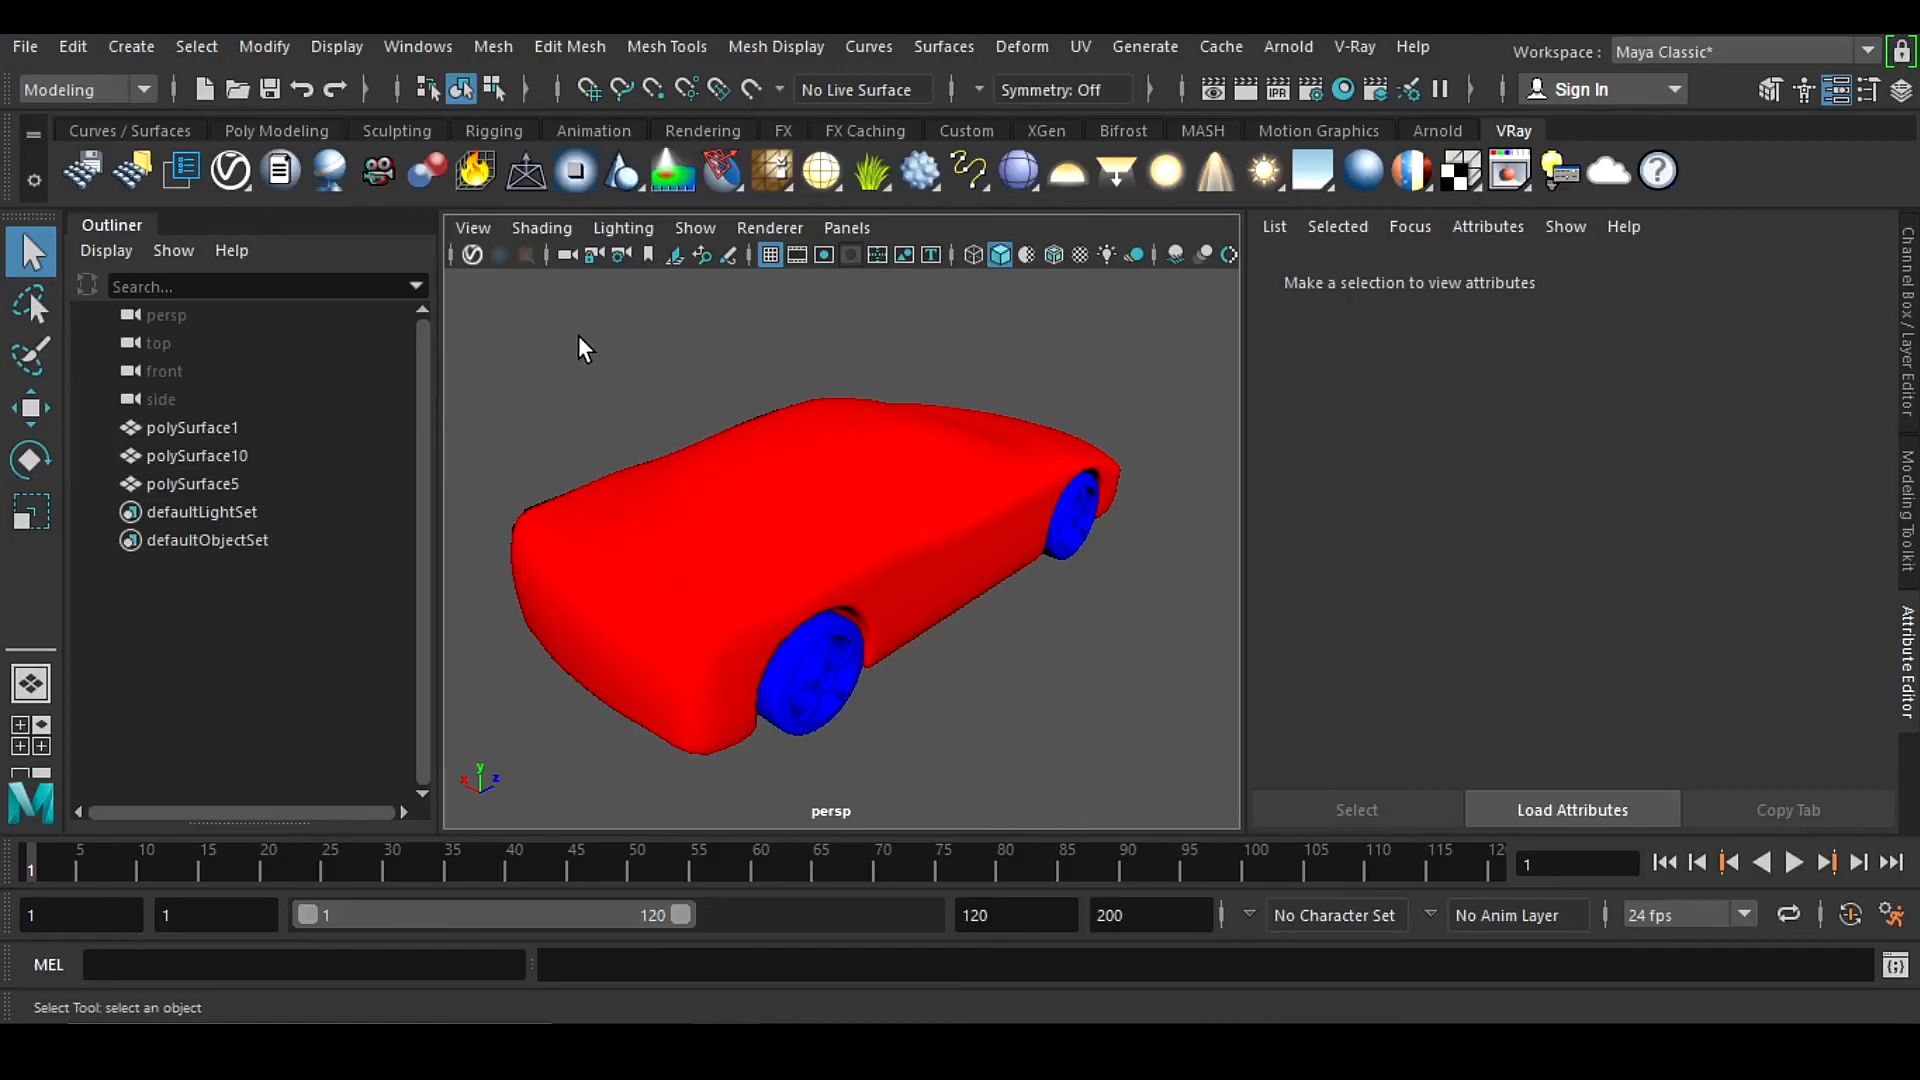 File Edit Create Select Modify Display Windows Mesh Edit Mesh Mesh Tools Mesh Display Curves Surfaces Deform UV Generate Cache Arnold V-Ray Help Workspace : Maya Classic*
Modeling No Live Surface Symmetry: Off IPR Sign In
Curves / Surfaces Poly Modeling Sculpting Rigging Animation Rendering FX FX Caching Custom XGen Bifrost MASH Motion Graphics Arnold VRay
Outliner
Display Show Help
Search...
persp
top
front
side
polySurface1
polySurface10
polySurface5
defaultLightSet
defaultObjectSet
View Shading Lighting Show Renderer Panels
y
x z
persp
List Selected Focus Attributes Show Help
Make a selection to view attributes
Select Load Attributes Copy Tab
Channel Box / Layer Editor
Modeling Toolkit
Attribute Editor
5 10 15 20 25 30 35 40 45 50 55 60 65 70 75 80 85 90 95 100 105 110 115 12
1 1
1 1 1 120 120 200 No Character Set No Anim Layer 24 fps
MEL
Select Tool: select an object